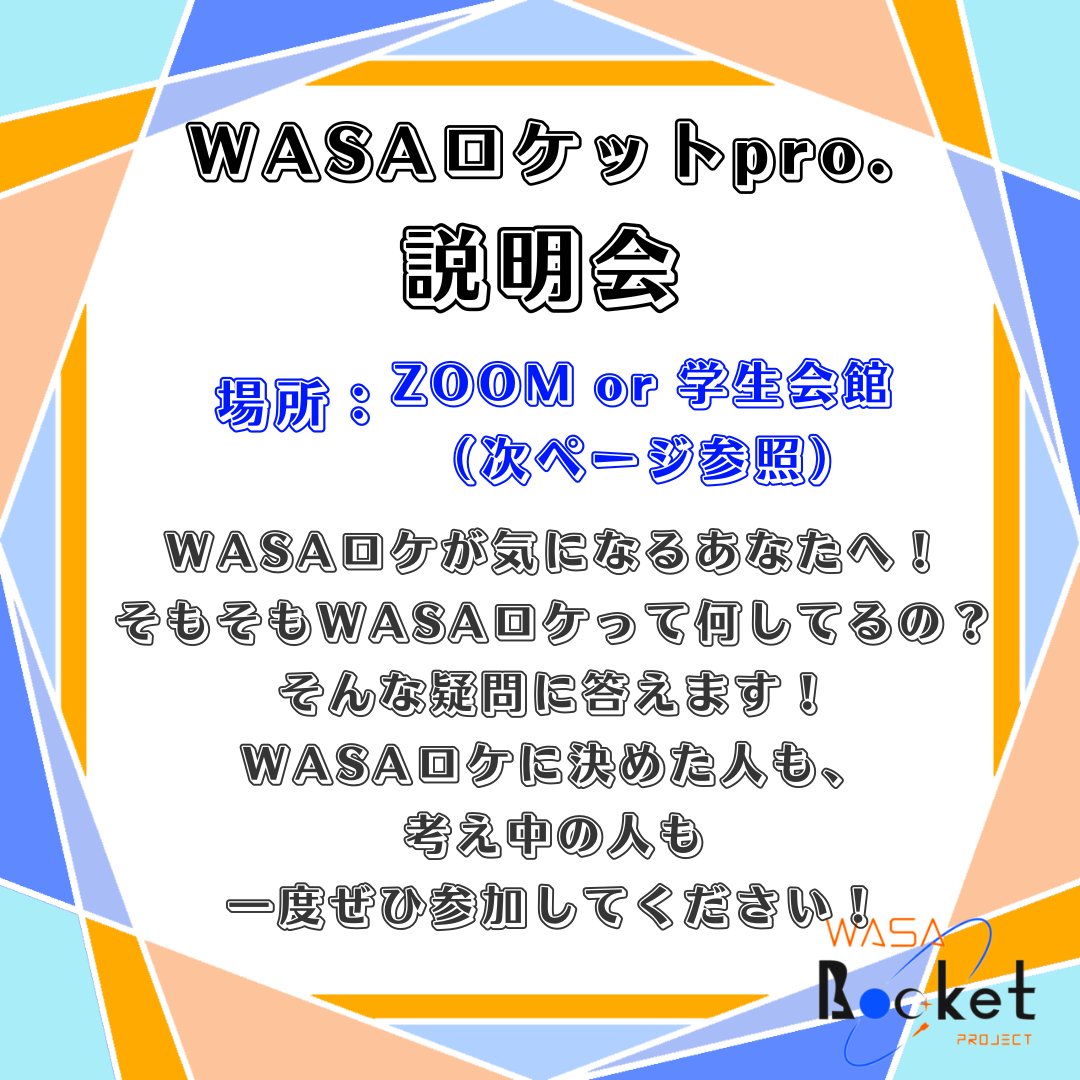 WASAロケットpro.
説明会
場所：ZOOM or 学生会館
（次ページ参照）
WASAロケが気になるあなたへ！
そもそもWASAロケって何してるの？
そんな疑問に答えます！
WASAロケに決めた人も、
考え中の人も
一度ぜひ参加してください！
WASA
Rocket
PROJECT